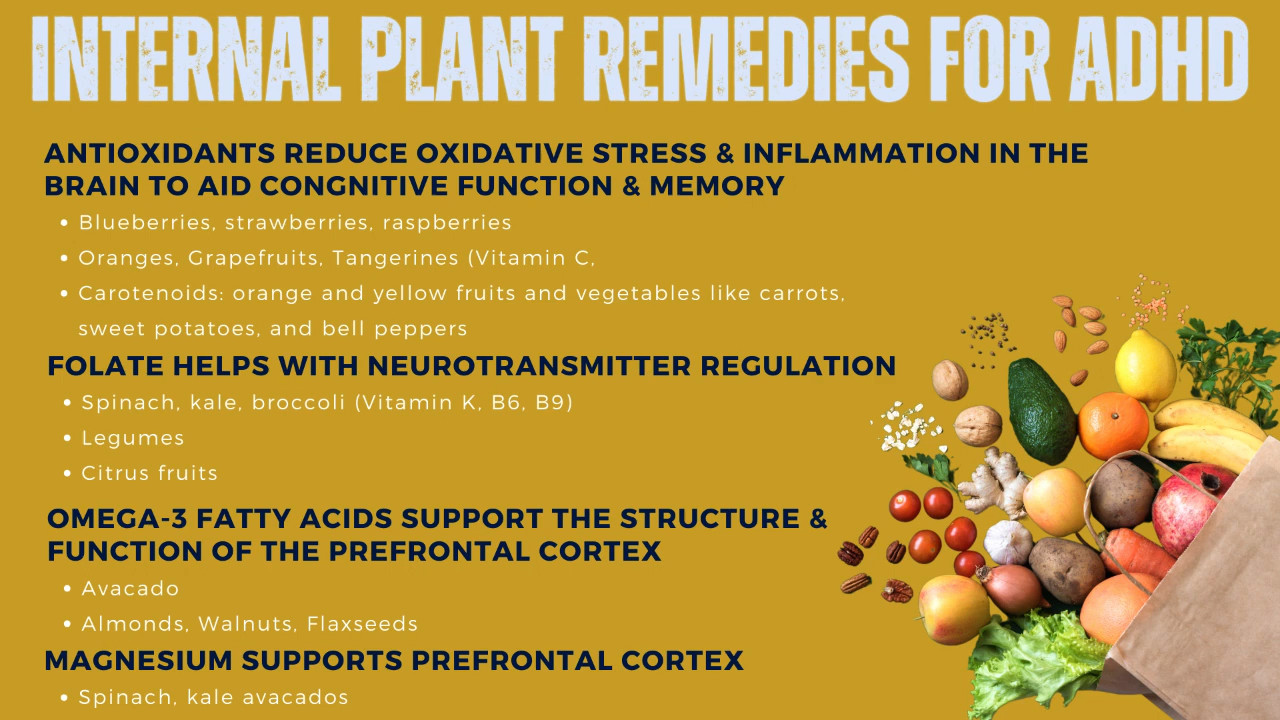 INTERNAL PLANT REMEDIES FOR ADHD
ANTIOXIDANTS REDUCE OXIDATIVE STRESS & INFLAMMATION IN THE
BRAIN TO AID CONGNITIVE FUNCTION & MEMORY
• Blueberries, strawberries, raspberries
• Oranges, Grapefruits, Tangerines (Vitamin C,
• Carotenoids: orange and yellow fruits and vegetables like carrots,
sweet potatoes, and bell peppers
FOLATE HELPS WITH NEUROTRANSMITTER REGULATION
• Spinach, kale, broccoli (Vitamin K, B6, B9)
• Legumes
• Citrus fruits
OMEGA-3 FATTY ACIDS SUPPORT THE STRUCTURE &
FUNCTION OF THE PREFRONTAL CORTEX
• Avacado
• Almonds, Walnuts, Flaxseeds
MAGNESIUM SUPPORTS PREFRONTAL CORTEX
• Spinach, kale avacados